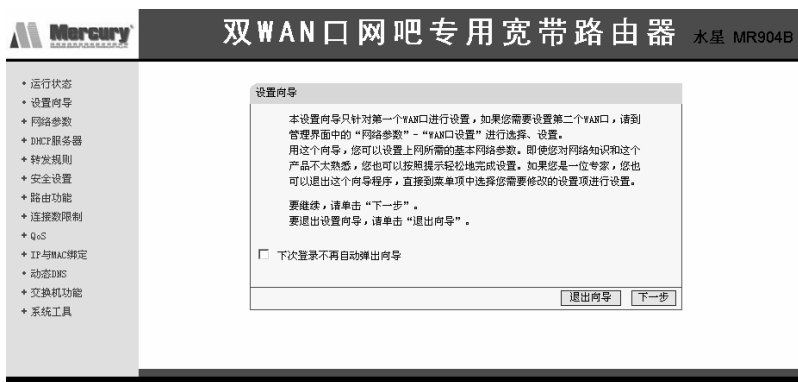 Mercury
双WAN口网吧专用宽带路由器 水星 MR904B
• 运行状态
• 设置向导
+ 网络参数
+ DHCP服务器
+ 转发规则
+ 安全设置
+ 路由功能
+ 连接数限制
+ QoS
+ IP与MAC绑定
• 动态DNS
+ 交换机功能
+ 系统工具
设置向导
本设置向导只针对第一个WAN口进行设置，如果您需要设置第二个WAN口，请到
管理界面中的“网络参数”-“WAN口设置”进行选择、设置。
用这个向导，您可以设置上网所需的基本网络参数。即使您对网络知识和这个
产品不太熟悉，您也可以按照提示轻松地完成设置。如果您是一位专家，您也
可以退出这个向导程序，直接到菜单项中选择您需要修改的设置项进行设置。
要继续，请单击“下一步”。
要退出设置向导，请单击“退出向导”。
下次登录不再自动弹出向导
退出向导 下一步